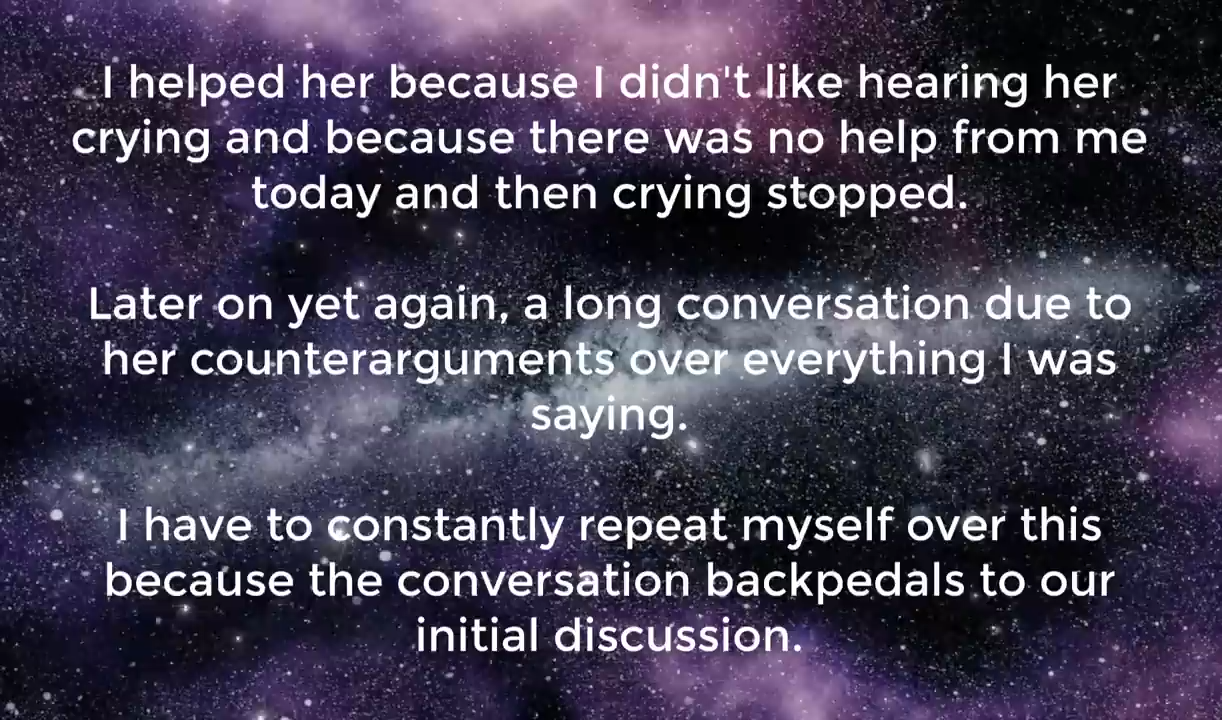 I helped her because I didn't like hearing her
crying and because there was no help from me
today and then crying stopped.
Later on yet again, a long conversation due to
her counterarguments over everything I was
saying.
I have to constantly repeat myself over this
because the conversation backpedals to our
initial discussion.